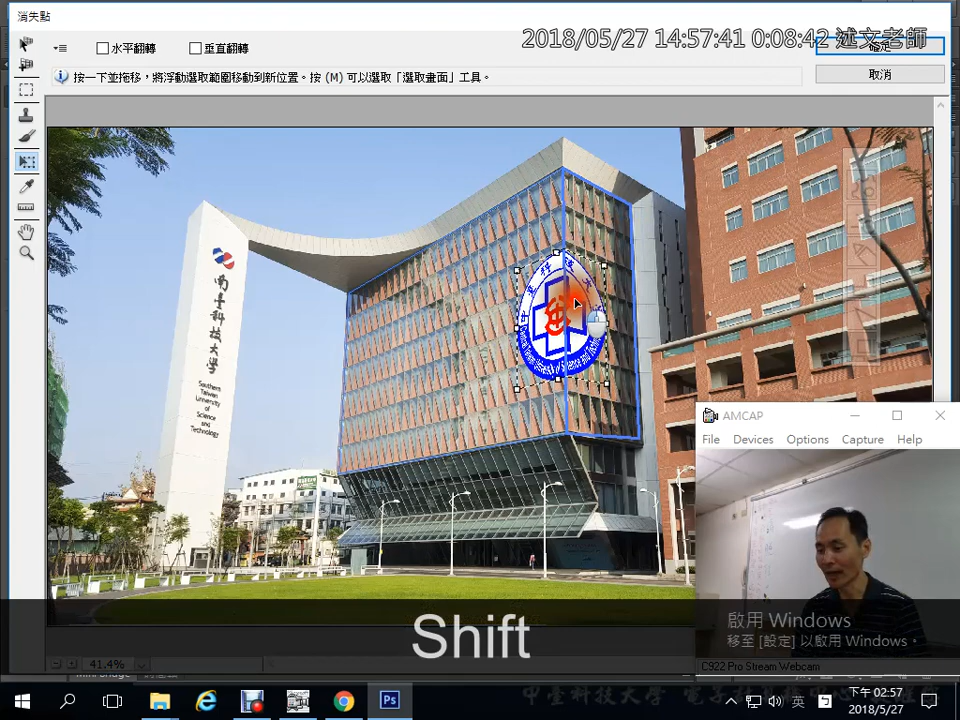 消失點
水平翻轉
垂直翻轉
2018/05/27 14:57:41 0:08:42 述文老師
按一下並拖移，將浮動選取範圍移動到新位置。按 (M) 可以選取「選取畫面」工具。
取消
南臺科技大學
Southern
Taiwan
University
of
Science
and
Technology
AMCAP
File Devices Options Capture Help
Shift
啟用 Windows
移至 [設定] 以啟用 Windows。
41.4%
C922 Pro Stream Webcam
Ps
英
下午 02:57
2018/5/27